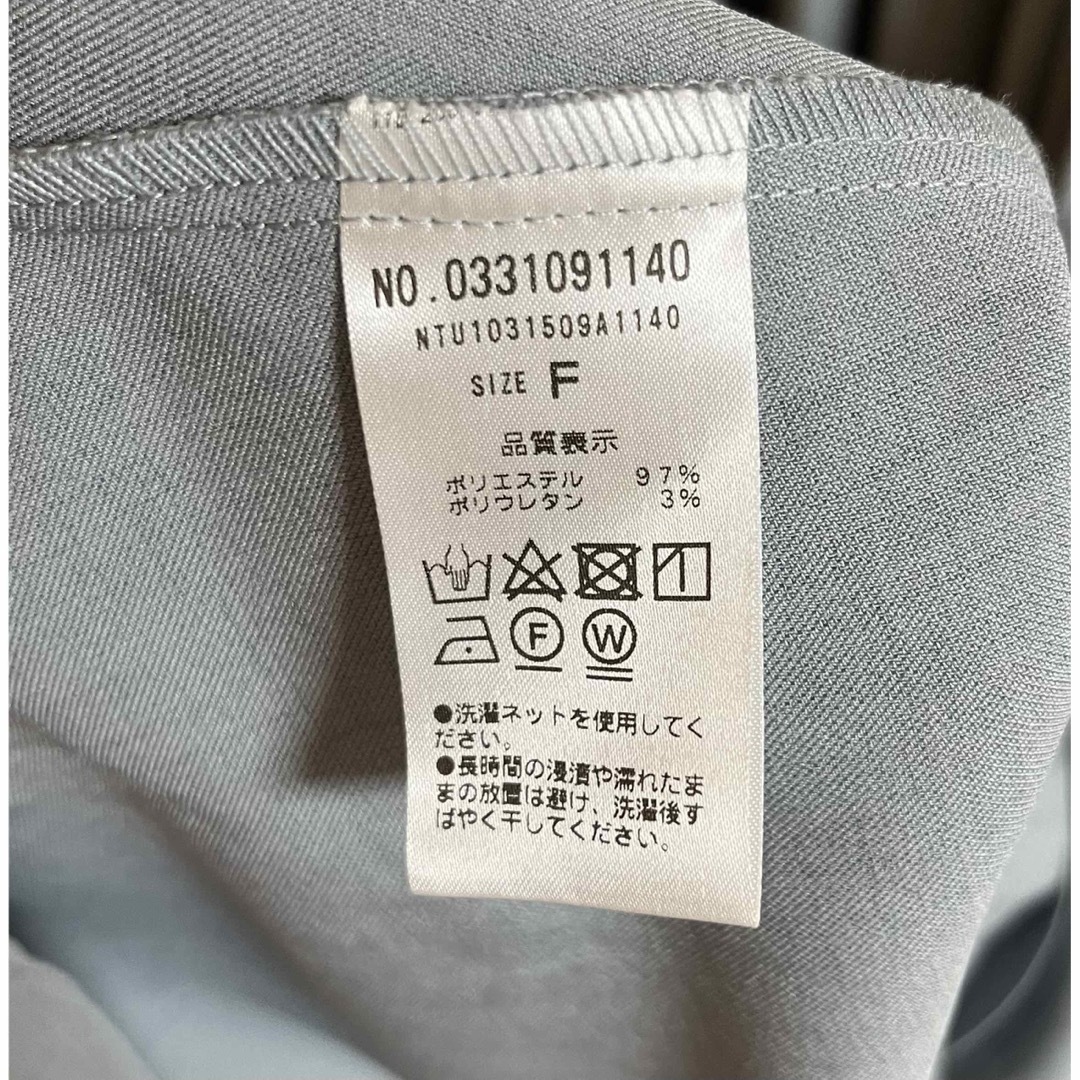 NO.0331091140
NTU1031509A1140
SIZE F
品質表示
ポリエステル 97%
ポリウレタン 3%
F W
●洗濯ネットを使用してく
ださい。
●長時間の浸漬や濡れたま
まの放置は避け、洗濯後す
ばやく干してください。